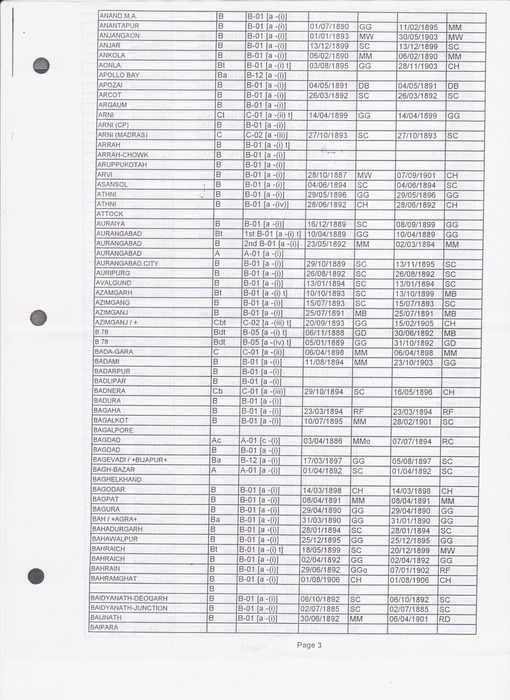 ANAND.M.A. B B-01 [a -(i)]
ANANTAPUR B B-01 [a -(i)] 01/07/1890 GG 11/02/1895 MM
ANJANGAON B B-01 [a -(i)] 01/01/1893 MW 30/05/1903 MW
ANJAR B B-01 [a -(i)] 13/12/1899 SC 13/12/1899 SC
ANKOLA B B-01 [a -(i)] 06/02/1890 MM 06/02/1890 MM
AONLA Bt B-01 [a -(i) t] 03/08/1895 GG 28/11/1903 CH
APOLLO BAY Ba B-12 [a -(i)]
APOZAI B B-01 [a -(i)] 04/05/1891 DB 04/05/1891 DB
ARCOT B B-01 [a -(i)] 26/03/1892 SC 26/03/1892 SC
ARGAUM B B-01 [a -(i)]
ARNI Ct C-01 [a -(ii) t] 14/04/1899 GG 14/04/1899 GG
ARNI (CP) B B-01 [a -(i)]
ARNI (MADRAS) C C-02 [a -(ii)] 27/10/1893 SC 27/10/1893 SC
ARRAH B B-01 [a -(i) t]
ARRAH-CHOWK B B-01 [a -(i)]
ARUPPUKOTAH B B-01 [a -(i)]
ARVI B B-01 [a -(i)] 28/10/1887 MW 07/09/1901 CH
ASANSOL B B-01 [a -(i)] 04/06/1894 SC 04/06/1894 SC
ATHNI B B-01 [a -(i)] 29/05/1896 GG 29/05/1896 GG
ATHNI B B-01 [a -(iv)] 28/06/1892 CH 28/06/1892 CH
ATTOCK
AURAIYA B B-01 [a -(i)] 16/12/1889 SC 08/09/1899 GG
AURANGABAD Bt 1st B-01 [a -(i) t] 10/04/1889 GG 10/04/1889 GG
AURANGABAD B 2nd B-01 [a -(i)] 23/05/1892 MM 02/03/1894 MM
AURANGABAD A A-01 [a -(i)]
AURANGABAD.CITY B B-01 [a -(i)] 29/10/1889 SC 13/11/1895 SC
AURIPURG B B-01 [a -(i)] 26/08/1892 SC 26/08/1892 SC
AVALGUND B B-01 [a -(i)] 13/01/1894 SC 13/01/1894 SC
AZAMGARH Bt B-01 [a -(i) t] 10/10/1893 SC 13/10/1899 MB
AZIMGANG B B-01 [a -(i)] 15/07/1893 SC 15/07/1893 SC
AZIMGANJ B B-01 [a -(i)] 25/07/1891 MB 25/07/1891 MB
AZIMGANJ / + Cbt C-02 [a -(iii) t] 20/09/1893 GG 15/02/1905 CH
B.78 Bdt B-05 [a -(i) t] 06/11/1888 GD 30/06/1892 MB
B.78 Bdt B-05 [a -(iv) t] 05/01/1889 GG 31/10/1892 GD
BADA-GARA C C-01 [a -(ii)] 06/04/1898 MM 06/04/1898 MM
BADAMI B B-01 [a -(i)] 11/08/1894 MM 23/10/1903 GG
BADARPUR B B-01 [a -(i)]
BADLIPAR B B-01 [a -(i)]
BADNERA Cb C-01 [a -(iii)] 29/10/1894 SC 16/05/1896 CH
BADURA B B-01 [a -(i)]
BAGAHA B B-01 [a -(i)] 23/03/1894 RF 23/03/1894 RF
BAGALKOT B B-01 [a -(i)] 10/07/1895 MM 28/02/1901 SC
BAGALPORE
BAGDAD Ac A-01 [c -(i)] 03/04/1886 MMo 07/07/1894 RC
BAGDAD B B-01 [a -(i)]
BAGEVADI / +BIJAPUR+ Ba B-12 [a -(i)] 17/03/1897 GG 05/08/1897 SC
BAGH-BAZAR A A-01 [a -(i)] 01/04/1892 SC 01/04/1892 SC
BAGHELKHAND
BAGODAR B B-01 [a -(i)] 14/03/1898 CH 14/03/1898 CH
BAGPAT B B-01 [a -(i)] 08/04/1891 MM 08/04/1891 MM
BAGURA B B-01 [a -(i)] 29/04/1890 GG 29/04/1890 GG
BAH / +AGRA+ Ba B-01 [a -(i)] 31/03/1890 GG 31/01/1890 GG
BAHADURGARH B B-01 [a -(i)] 28/01/1894 SC 28/01/1894 SC
BAHAWALPUR B B-01 [a -(i)] 25/12/1895 GG 25/12/1895 GG
BAHRAICH Bt B-01 [a -(i) t] 18/05/1899 SC 20/12/1899 MW
BAHRAICH B B-01 [a -(i)] 02/04/1892 GG 02/04/1892 GG
BAHRAIN B B-01 [a -(i)] 29/06/1892 GGo 07/01/1902 RF
BAHRAMGHAT B B-01 [a -(i)] 01/08/1906 CH 01/08/1906 CH
B
BAIDYANATH-DEOGARH B B-01 [a -(i)] 06/10/1892 SC 06/10/1892 SC
BAIDYANATH-JUNCTION B B-01 [a -(i)] 02/07/1885 SC 02/07/1885 SC
BAIJNATH B B-01 [a -(i)] 30/06/1892 MM 06/04/1901 RD
BAIPARA
Page 3